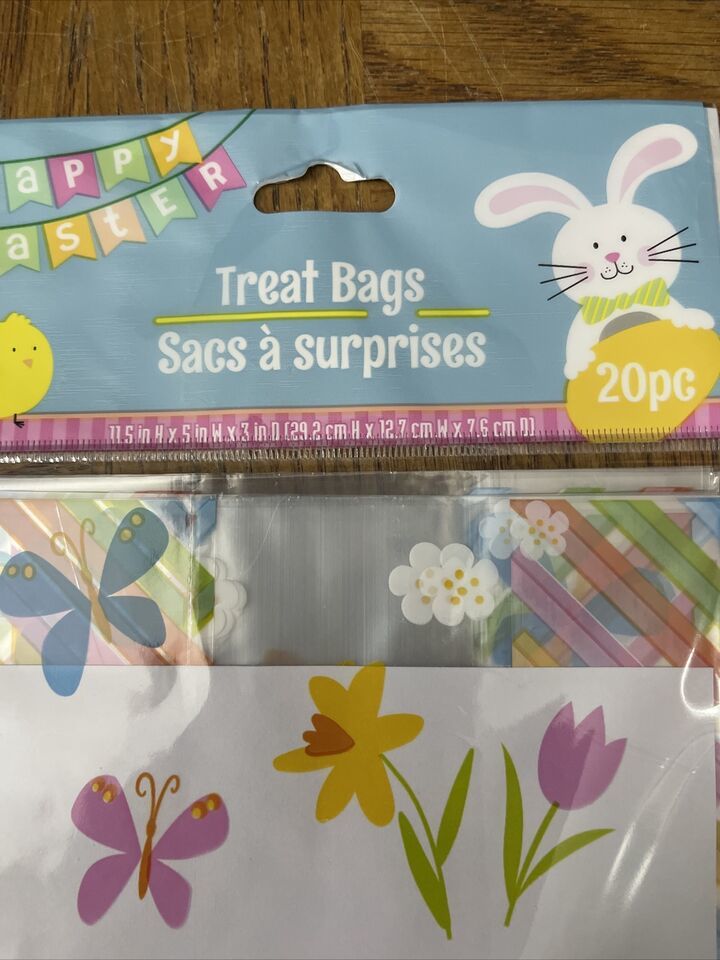 appy
aster
Treat Bags
Sacs à surprises
20pc
11.5 in H x 5 in W x 3 in D (29.2 cm H x 12.7 cm W x 7.6 cm D)